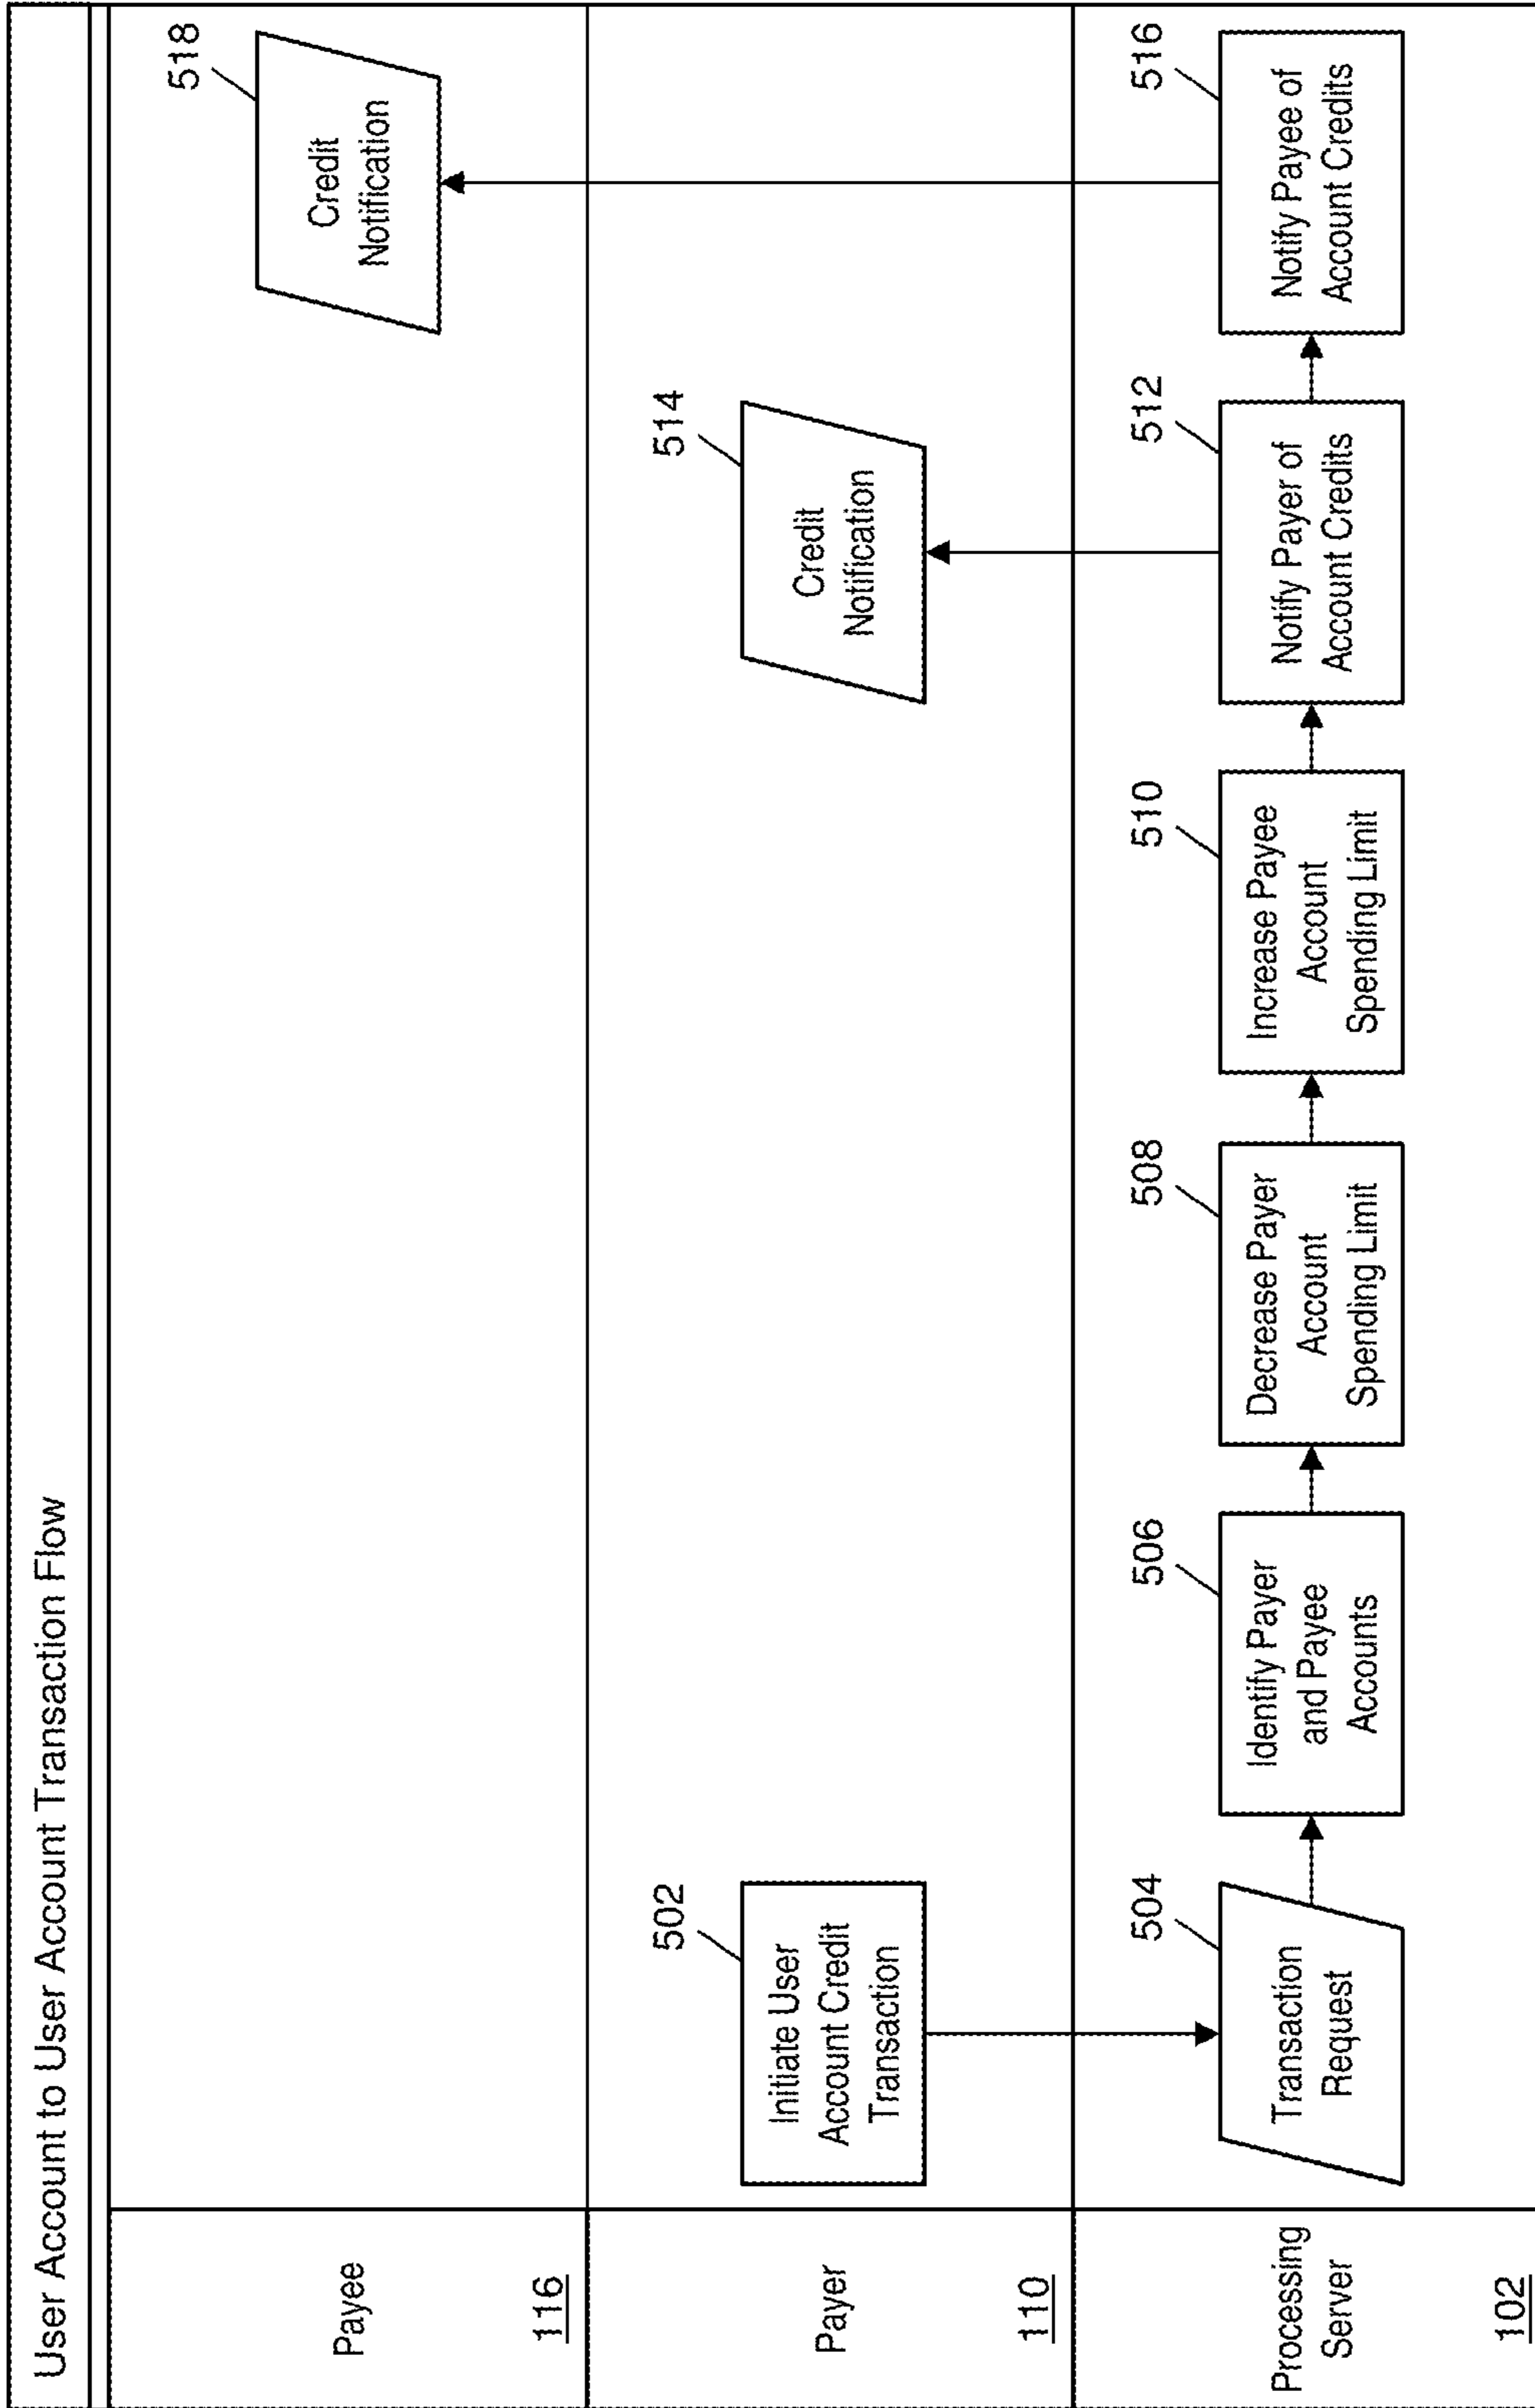 User Account to User Account Transaction Flow
Payee
116
518
Credit
Notification
Payer
110
502
Initiate User
Account Credit
Transaction
514
Credit
Notification
Processing
Server
102
504
Transaction
Request
506
Identify Payer
and Payee
Accounts
508
Decrease Payer
Account
Spending Limit
510
Increase Payee
Account
Spending Limit
512
Notify Payer of
Account Credits
516
Notify Payee of
Account Credits